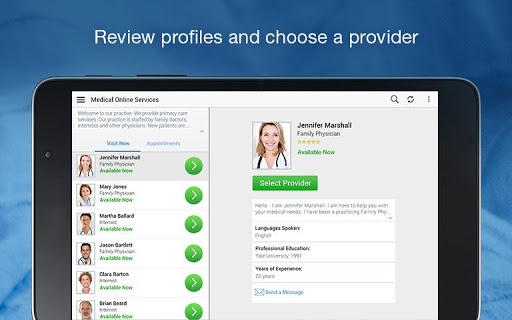 Review profiles and choose a provider
Medical Online Services
Welcome to our practice. We provide primary care
services. Our practice is staffed by family doctors,
internists and other physicians. New patients are...
Visit Now
Appointments
Jennifer Marshall
Family Physician
Available Now
Mary Jones
Family Physician
Available Now
Martha Ballard
Internist
Available Now
Jason Bartlett
Family Physician
Available Now
Clara Barton
Internist
Available Now
Brian Beard
Family Physician
Jennifer Marshall
Family Physician
Available Now
Select Provider
Hello - I am Jennifer Marshall. I am here to help you with
your medical needs. I have been a practicing Family Phy...
Languages Spoken:
English
Professional Education:
Yale University, 1991
Years of Experience:
22 years
Send a Message